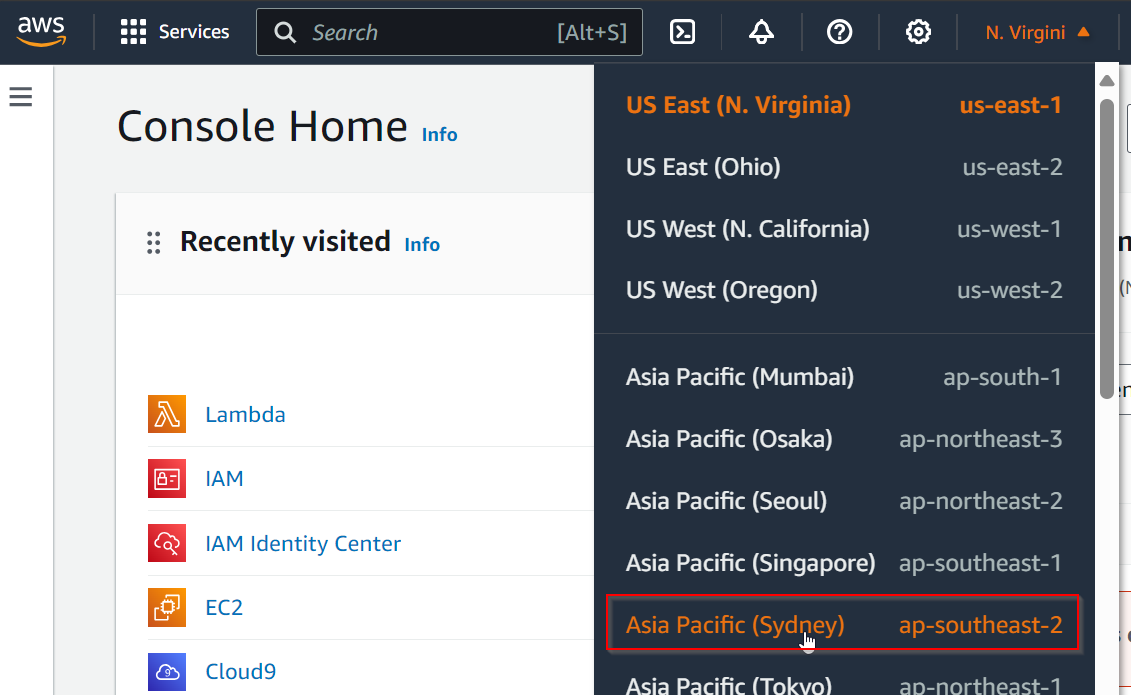 aws
Services
Search [Alt+S]
N. Virgini
Console Home Info
Recently visited Info
Lambda
IAM
IAM Identity Center
EC2
Cloud9
US East (N. Virginia) us-east-1
US East (Ohio) us-east-2
US West (N. California) us-west-1
US West (Oregon) us-west-2
Asia Pacific (Mumbai) ap-south-1
Asia Pacific (Osaka) ap-northeast-3
Asia Pacific (Seoul) ap-northeast-2
Asia Pacific (Singapore) ap-southeast-1
Asia Pacific (Sydney) ap-southeast-2
Asia Pacific (Tokyo) ap-northeast-1